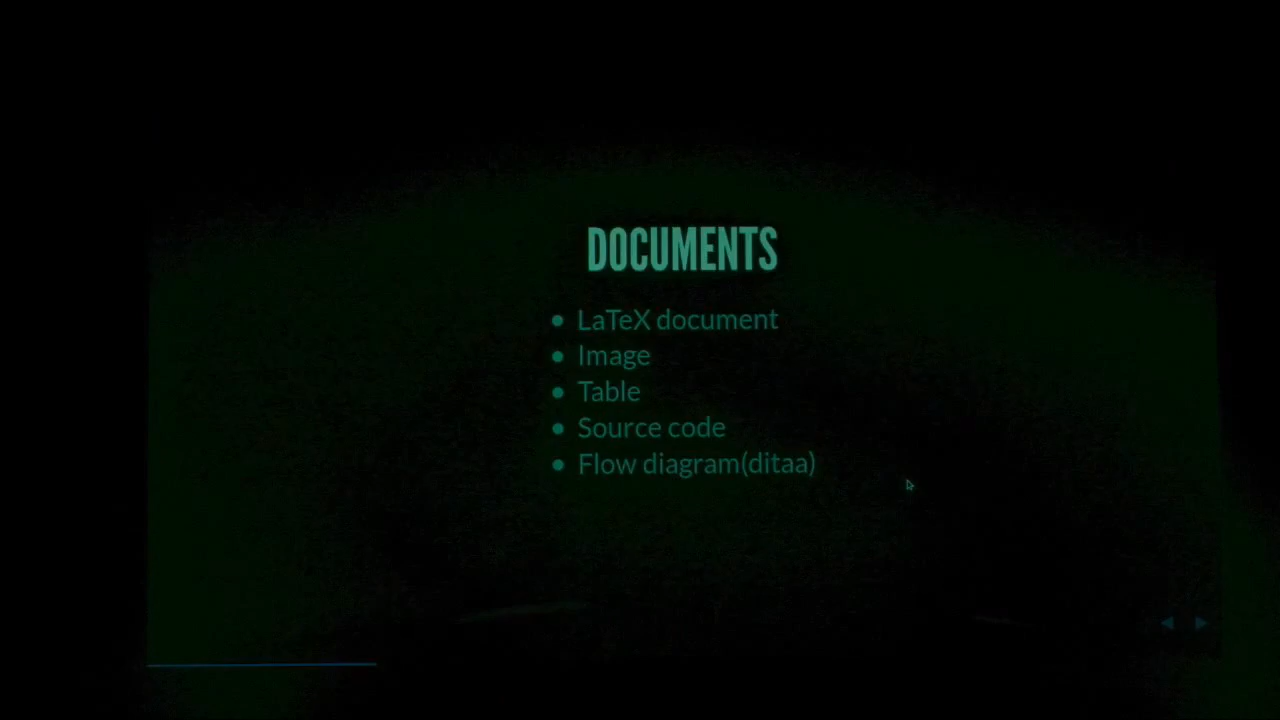 DOCUMENTS
LaTeX document
Image
Table
Source code
Flow diagram(ditaa)